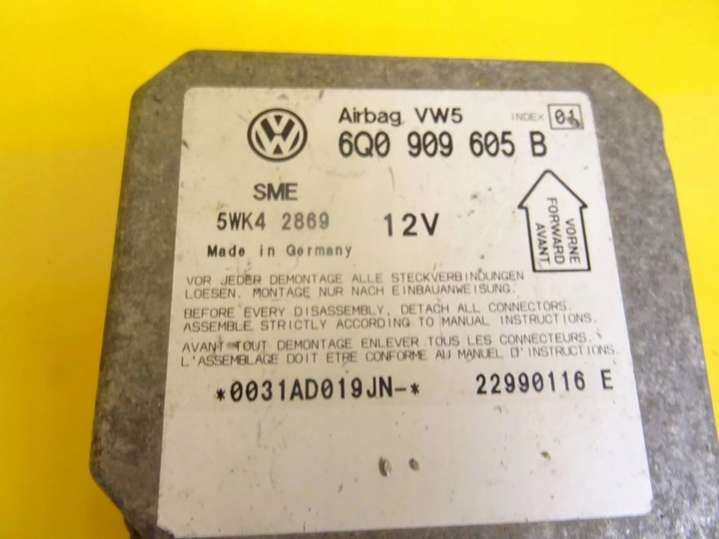 Airbag VW5 INDEX 01
6Q0 909 605 B
SME
5WK4 2869 12V
Made in Germany
VORNE
FORWARD
AVANT
VOR JEDER DEMONTAGE ALLE STECKVERBINDUNGEN
LOESEN. MONTAGE NUR NACH EINBAUANWEISUNG.
BEFORE EVERY DISASSEMBLY, DETACH ALL CONNECTORS.
ASSEMBLE STRICTLY ACCORDING TO MANUAL INSTRUCTIONS.
AVANT TOUT DEMONTAGE ENLEVER TOUS LES CONNECTEURS.
L'ASSEMBLAGE DOIT ETRE CONFORME AU MANUEL D'INSTRUCTIONS.
*0031AD019JN-* 22990116 E